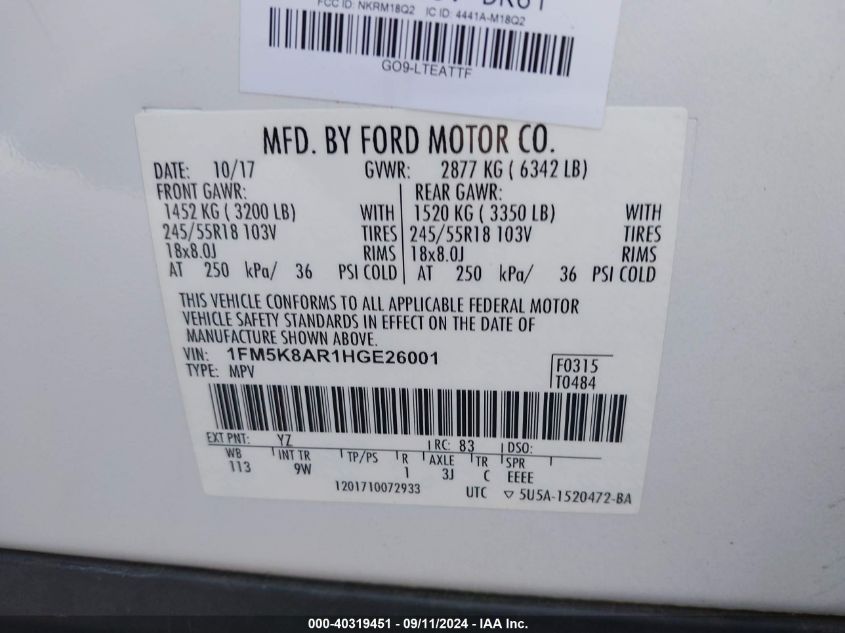 FCC ID: NKRM18Q2 IC ID: 4441A-M18Q2
GO9-LTEATTF
MFD. BY FORD MOTOR CO.
DATE: 10/17 GVWR: 2877 KG ( 6342 LB)
FRONT GAWR: REAR GAWR:
1452 KG ( 3200 LB) WITH 1520 KG ( 3350 LB) WITH
245/55R18 103V TIRES 245/55R18 103V TIRES
18x8.0J RIMS 18x8.0J RIMS
AT 250 kPa/ 36 PSI COLD AT 250 kPa/ 36 PSI COLD
THIS VEHICLE CONFORMS TO ALL APPLICABLE FEDERAL MOTOR
VEHICLE SAFETY STANDARDS IN EFFECT ON THE DATE OF
MANUFACTURE SHOWN ABOVE.
VIN: 1FM5K8AR1HGE26001 F0315
TYPE: MPV T0484
EXT PNT: YZ RC: 83 DSO:
WB INT TR TP/PS R AXLE TR SPR
113 9W 1 3J C EEEE
1201710072933 UTC ▽ 5U5A-1520472-BA
000-40319451 - 09/11/2024 - IAA Inc.